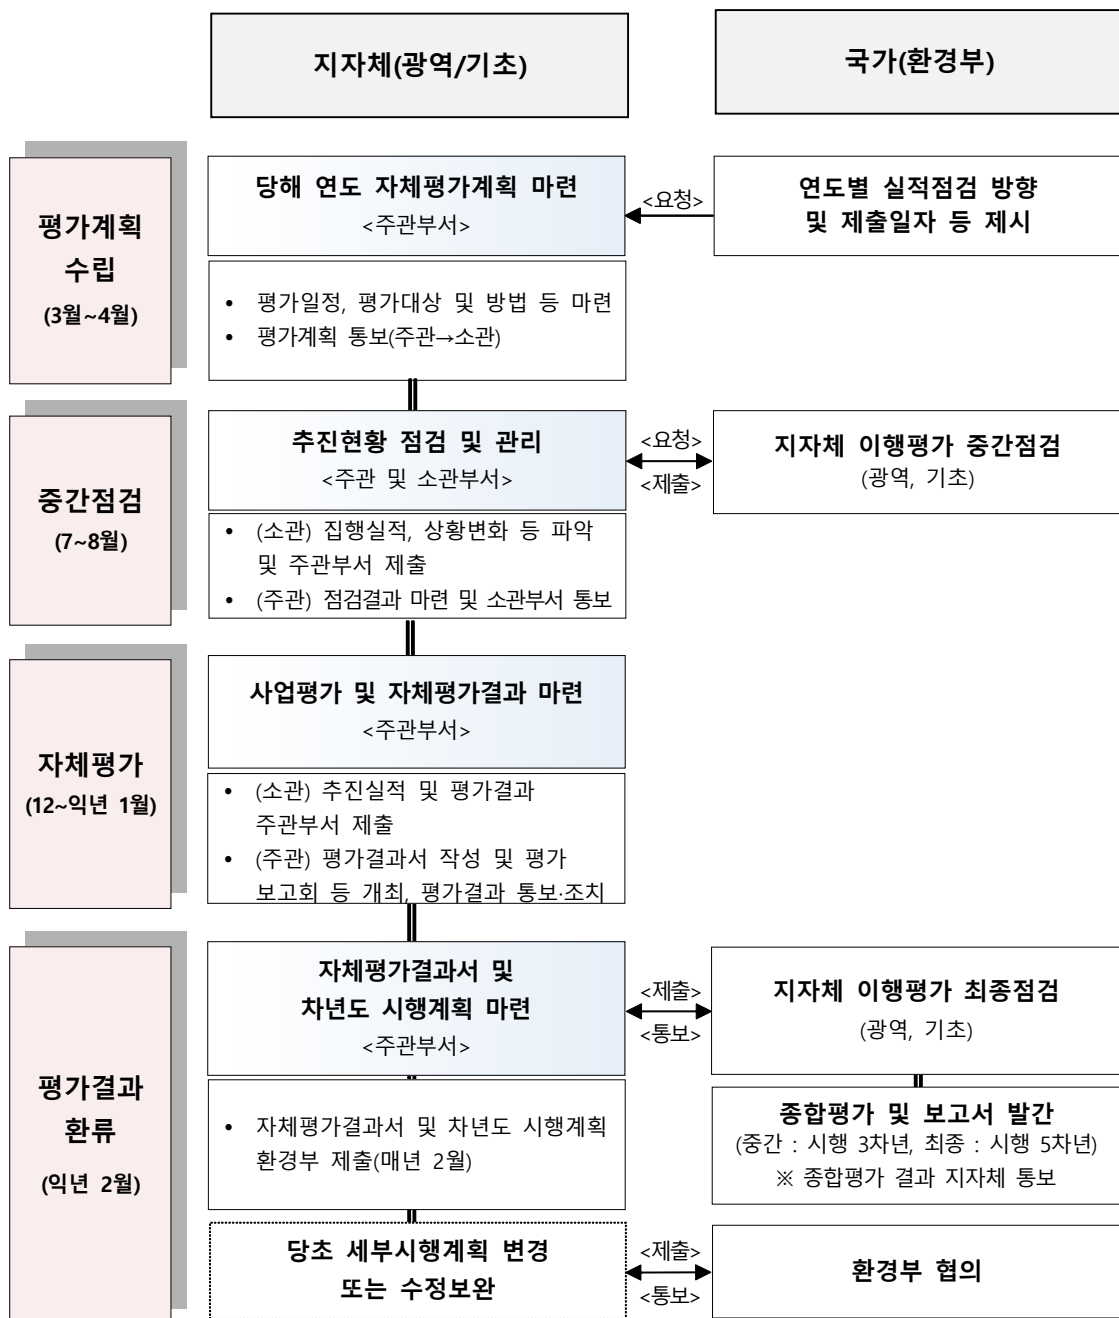 지자체(광역/기초)
국가(환경부)
평가계획
수립
(3월~4월)
당해 연도 자체평가계획 마련
<주관부서>
<요청>
연도별 실적점검 방향
및 제출일자 등 제시
• 평가일정, 평가대상 및 방법 등 마련
• 평가계획 통보(주관→소관)
중간점검
(7~8월)
추진현황 점검 및 관리
<주관 및 소관부서>
<요청>
<제출>
지자체 이행평가 중간점검
(광역, 기초)
• (소관) 집행실적, 상황변화 등 파악
및 주관부서 제출
• (주관) 점검결과 마련 및 소관부서 통보
자체평가
(12~익년 1월)
사업평가 및 자체평가결과 마련
<주관부서>
• (소관) 추진실적 및 평가결과
주관부서 제출
• (주관) 평가결과서 작성 및 평가
보고회 등 개최, 평가결과 통보·조치
평가결과
환류
(익년 2월)
자체평가결과서 및
차년도 시행계획 마련
<주관부서>
<제출>
<통보>
지자체 이행평가 최종점검
(광역, 기초)
• 자체평가결과서 및 차년도 시행계획
환경부 제출(매년 2월)
종합평가 및 보고서 발간
(중간 : 시행 3차년, 최종 : 시행 5차년)
※ 종합평가 결과 지자체 통보
당초 세부시행계획 변경
또는 수정보완
<제출>
<통보>
환경부 협의